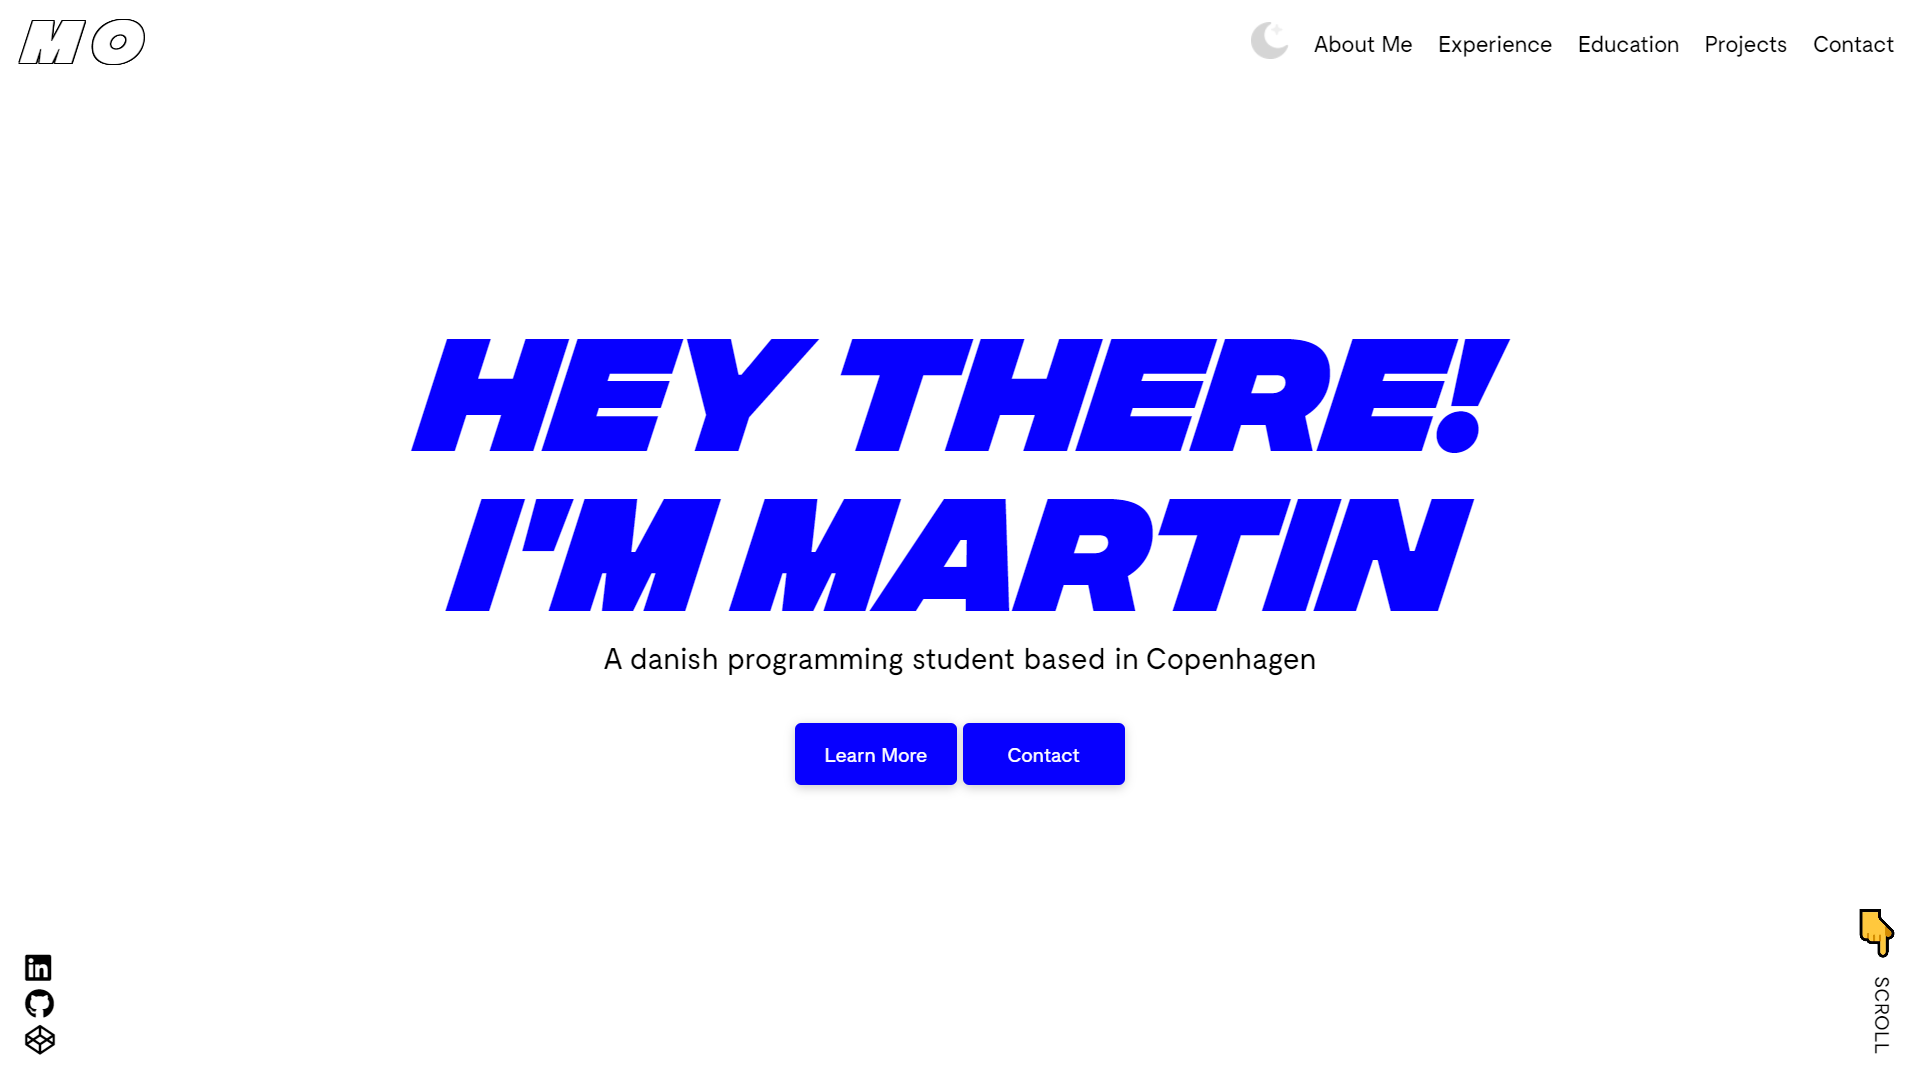 MO
About Me Experience Education Projects Contact
HEY THERE!
I'M MARTIN
A danish programming student based in Copenhagen
Learn More Contact
in
SCROLL